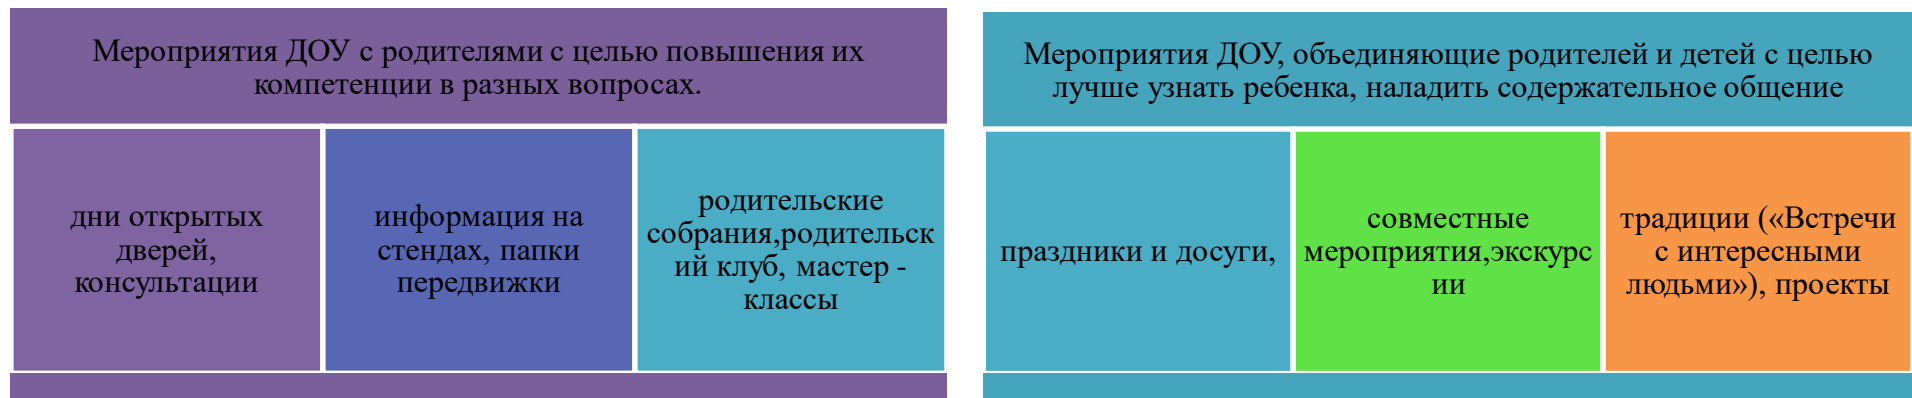 Мероприятия ДОУ с родителями с целью повышения их
компетенции в разных вопросах.
дни открытых
дверей,
консультации
информация на
стендах, папки
передвижки
родительские
собрания,родительск
ий клуб, мастер -
классы
Мероприятия ДОУ, объединяющие родителей и детей с целью
лучше узнать ребенка, наладить содержательное общение
праздники и досуги,
совместные
мероприятия,экскурс
ии
традиции («Встречи
с интересными
людьми»), проекты